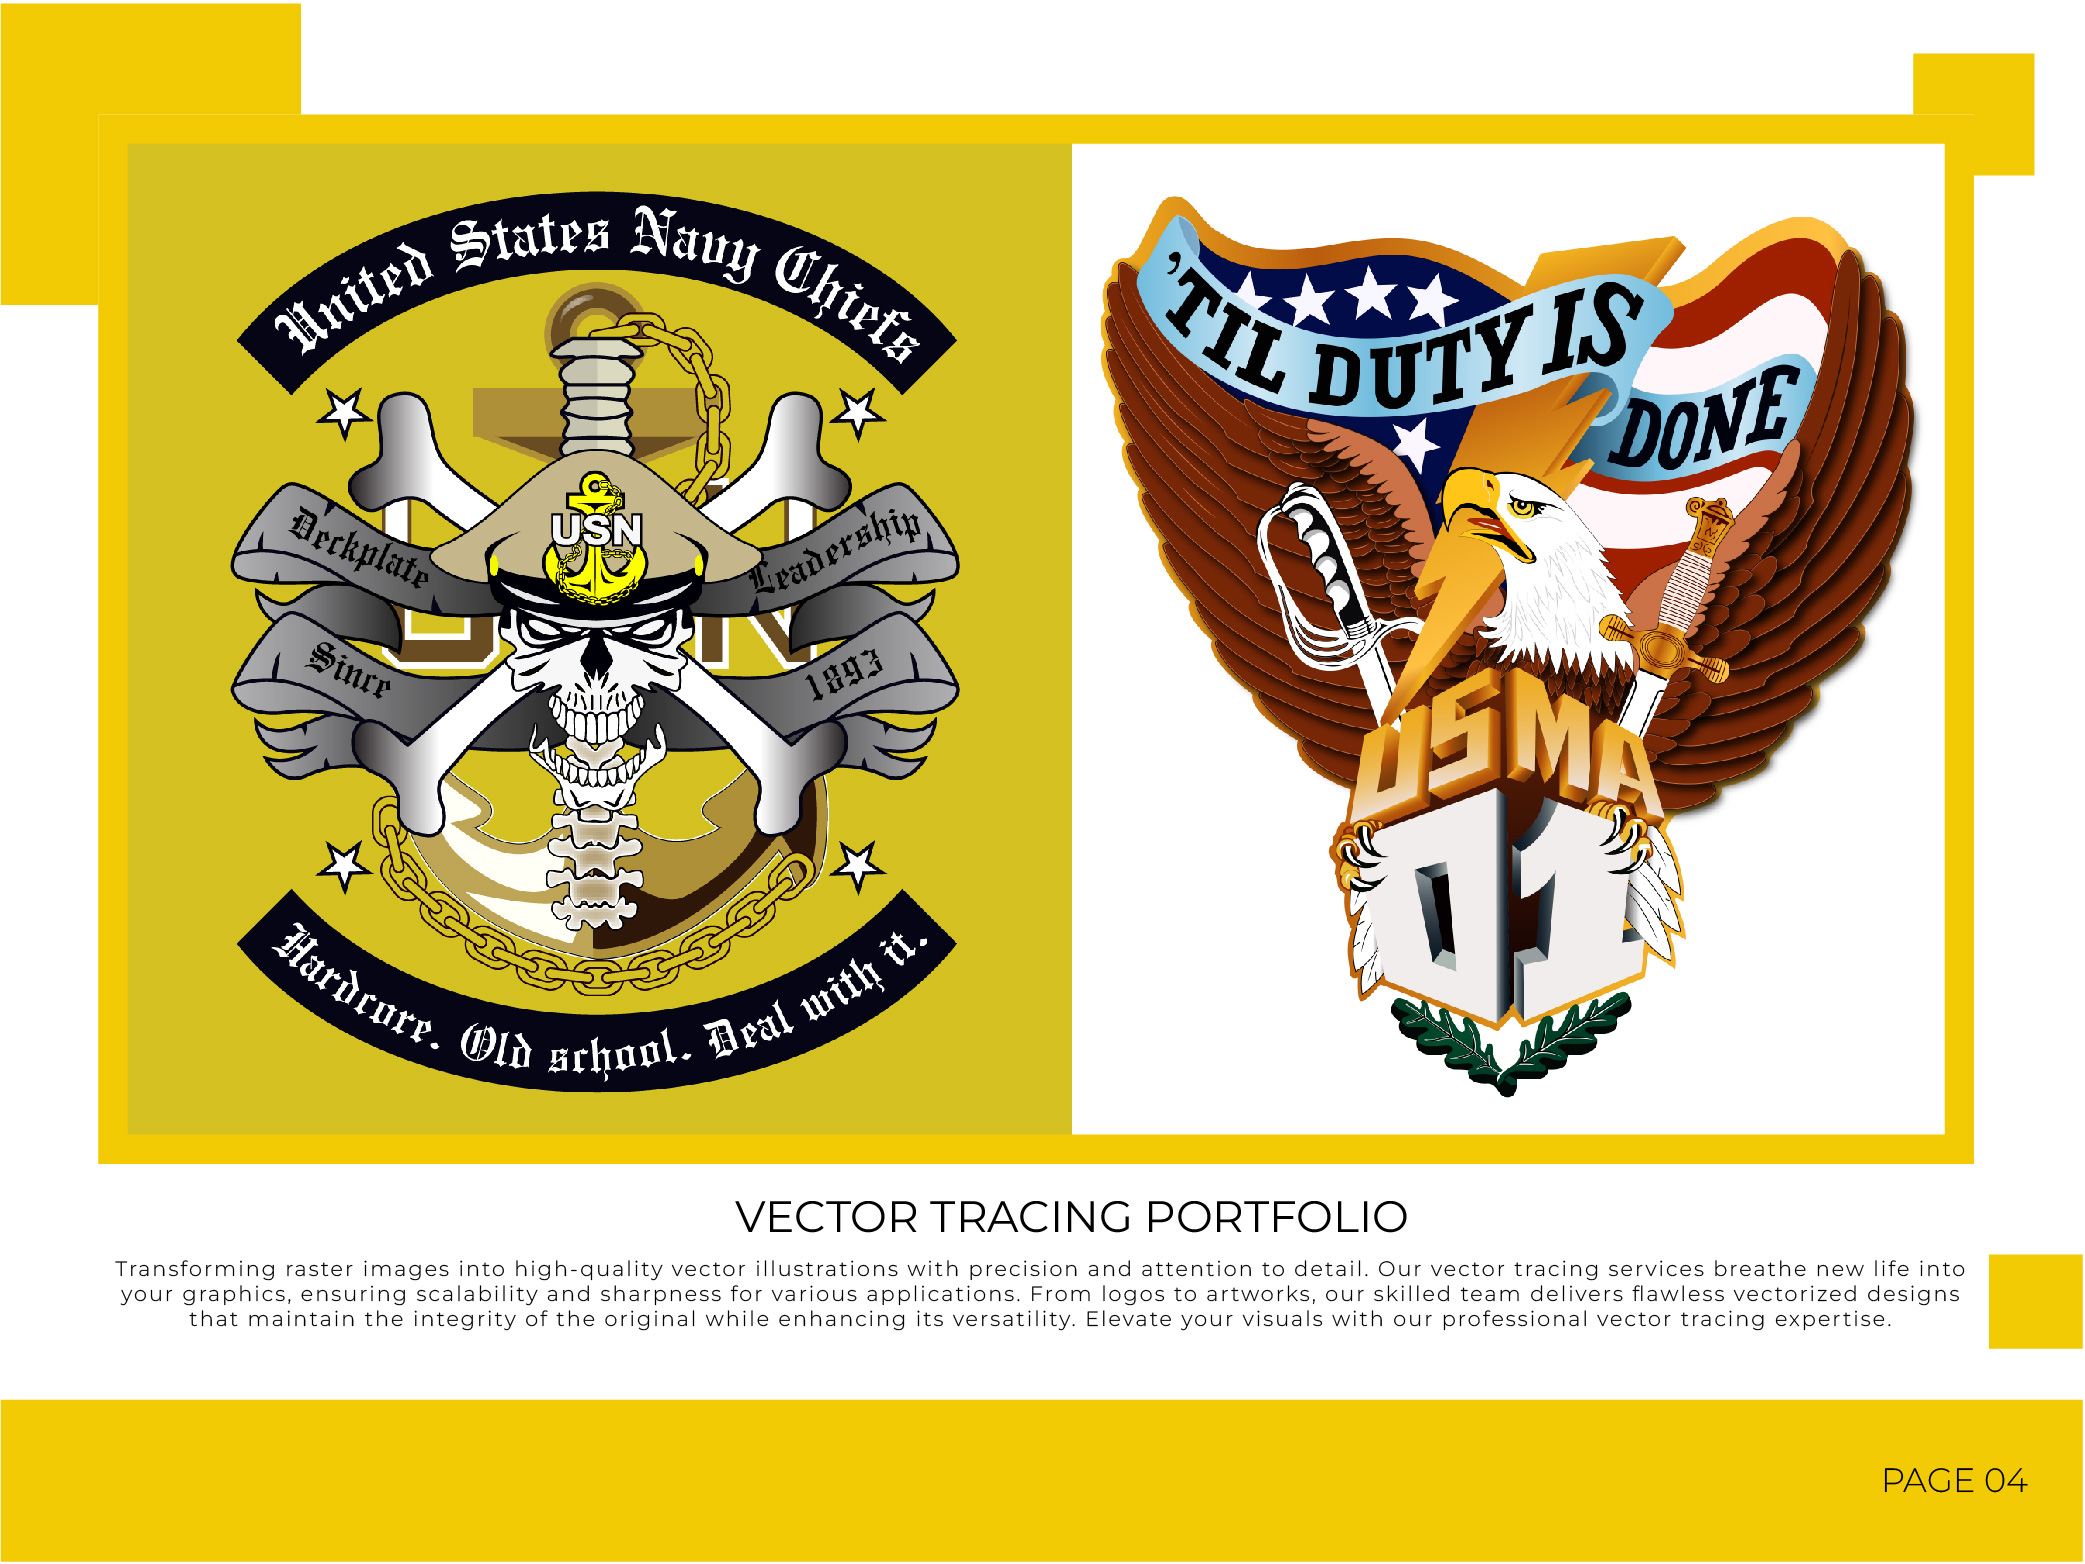 United States Navy Chiefs
USN
Deckplate Leadership
Since 1893
U N
Hardcore. Old school. Deal with it.
'TIL DUTY IS
DONE
N
USMA
01
VECTOR TRACING PORTFOLIO
Transforming raster images into high-quality vector illustrations with precision and attention to detail. Our vector tracing services breathe new life into
your graphics, ensuring scalability and sharpness for various applications. From logos to artworks, our skilled team delivers flawless vectorized designs
that maintain the integrity of the original while enhancing its versatility. Elevate your visuals with our professional vector tracing expertise.
PAGE 04